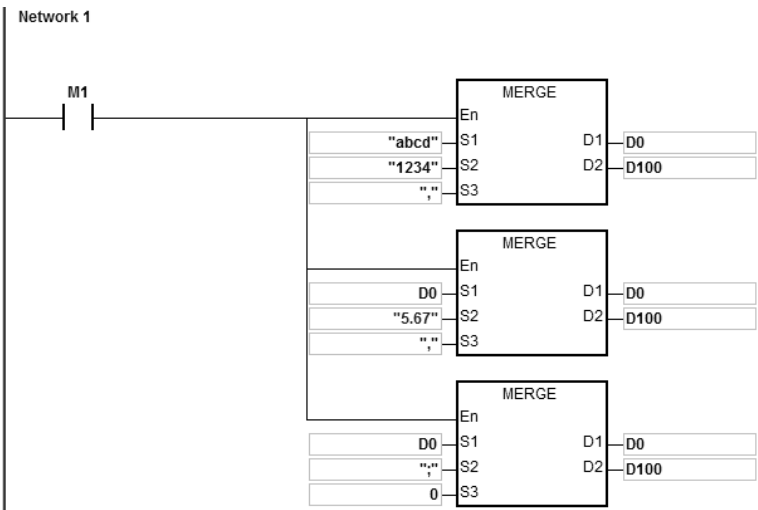 Network 1
M1
MERGE
En
"abcd" S1 D1 D0
"1234" S2 D2 D100
"," S3
MERGE
En
D0 S1 D1 D0
"5.67" S2 D2 D100
"," S3
MERGE
En
D0 S1 D1 D0
";" S2 D2 D100
0 S3